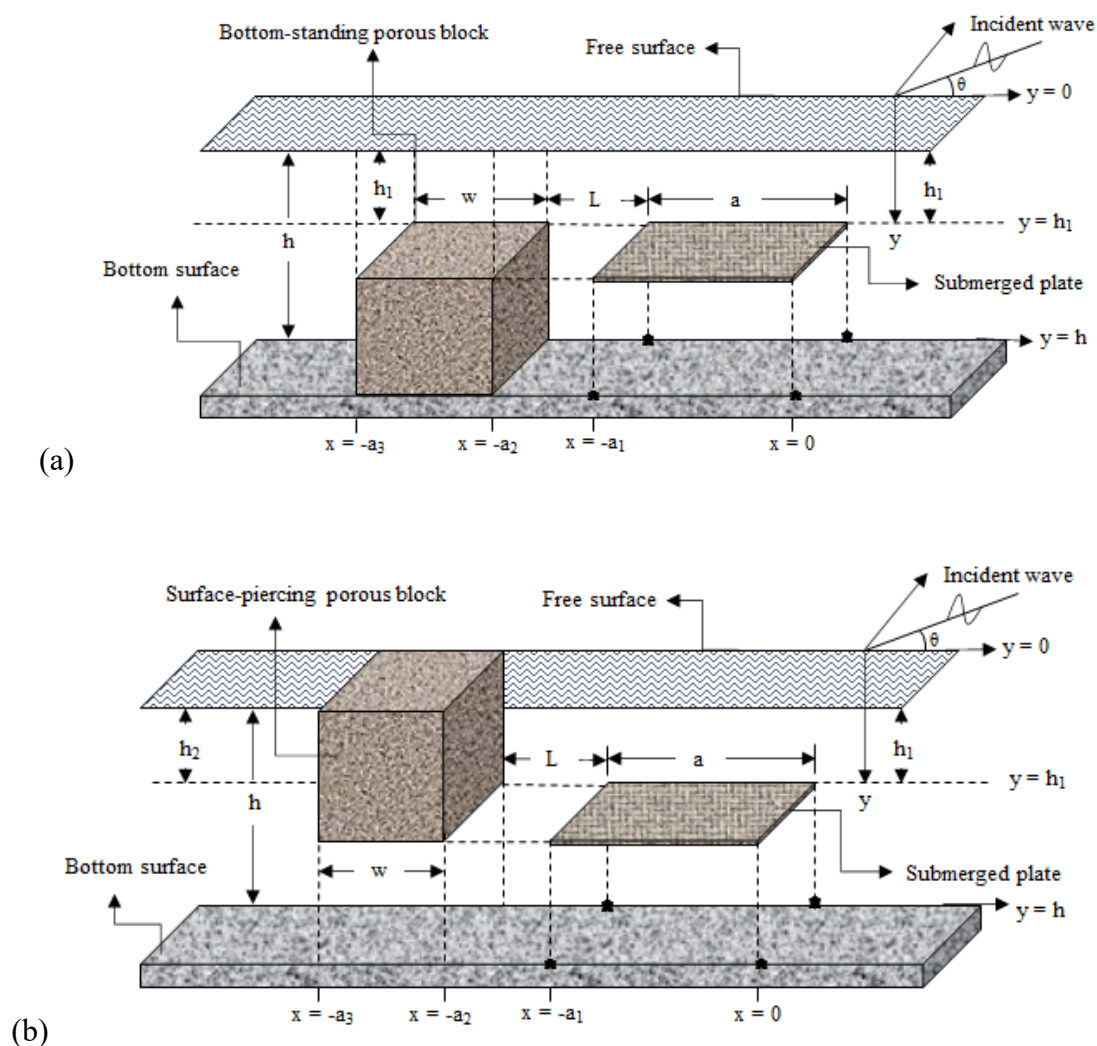 (a)
Incident wave
Bottom-standing porous block
Free surface
θ
y = 0
h₁
w
L
a
h₁
y = h₁
y
h
Bottom surface
Submerged plate
y = h
x = -a₃
x = -a₂
x = -a₁
x = 0
Incident wave
Surface-piercing porous block
Free surface
θ
y = 0
h₂
L
a
h₁
y = h₁
h
y
Bottom surface
w
Submerged plate
y = h
x = -a₃
x = -a₂
x = -a₁
x = 0
(b)